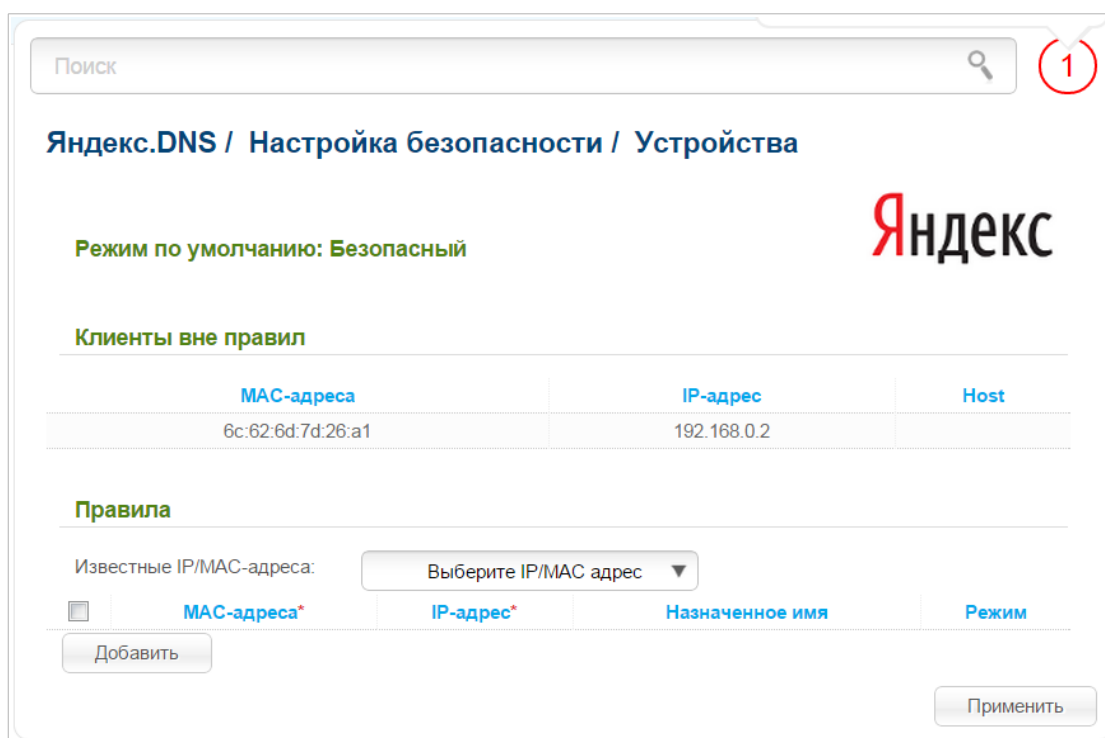 Поиск
1
Яндекс.DNS / Настройка безопасности / Устройства
Яндекс
Режим по умолчанию: Безопасный
Клиенты вне правил
MAC-адреса IP-адрес Host
6c:62:6d:7d:26:a1 192.168.0.2
Правила
Известные IP/MAC-адреса: Выберите IP/MAC адрес
MAC-адреса* IP-адрес* Назначенное имя Режим
Добавить
Применить